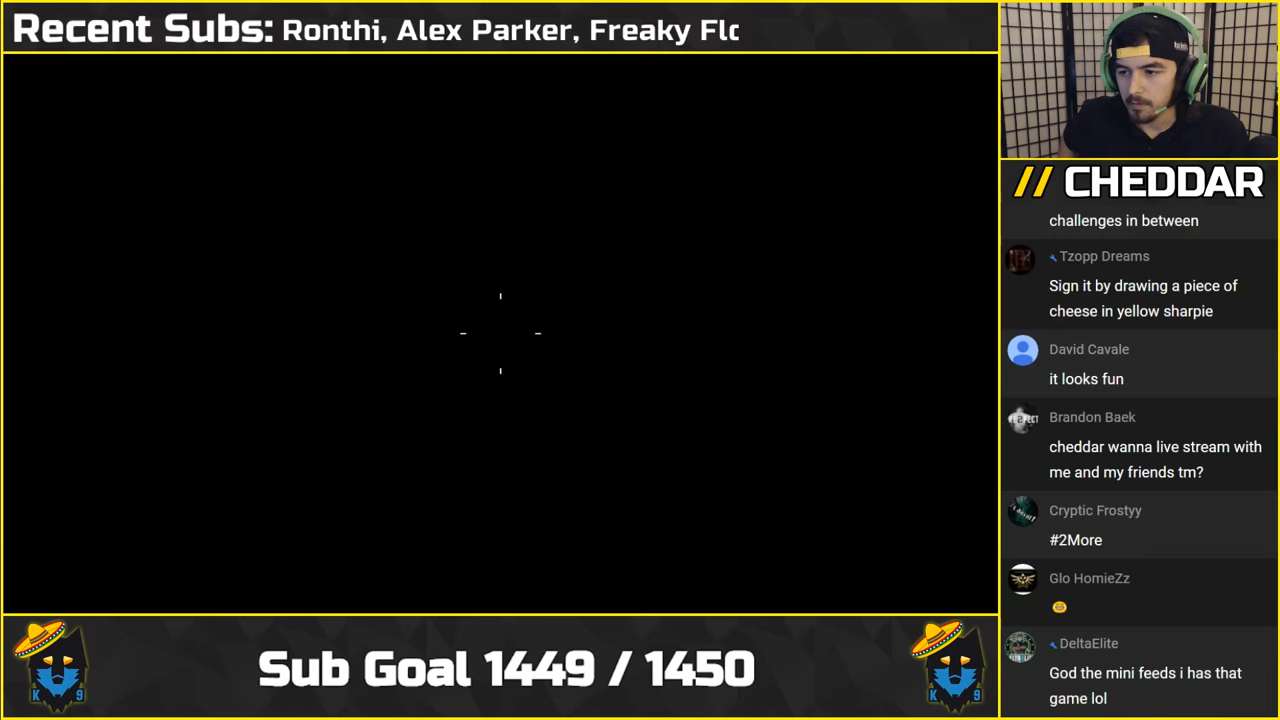 Recent Subs: Ronthi, Alex Parker, Freaky Flo
// CHEDDAR
challenges in between
Tzopp Dreams
Sign it by drawing a piece of
cheese in yellow sharpie
David Cavale
it looks fun
Brandon Baek
cheddar wanna live stream with
me and my friends tm?
Cryptic Frostyy
#2More
Glo HomieZz
DeltaElite
God the mini feeds i has that
game lol
K 9
Sub Goal 1449 / 1450
K 9